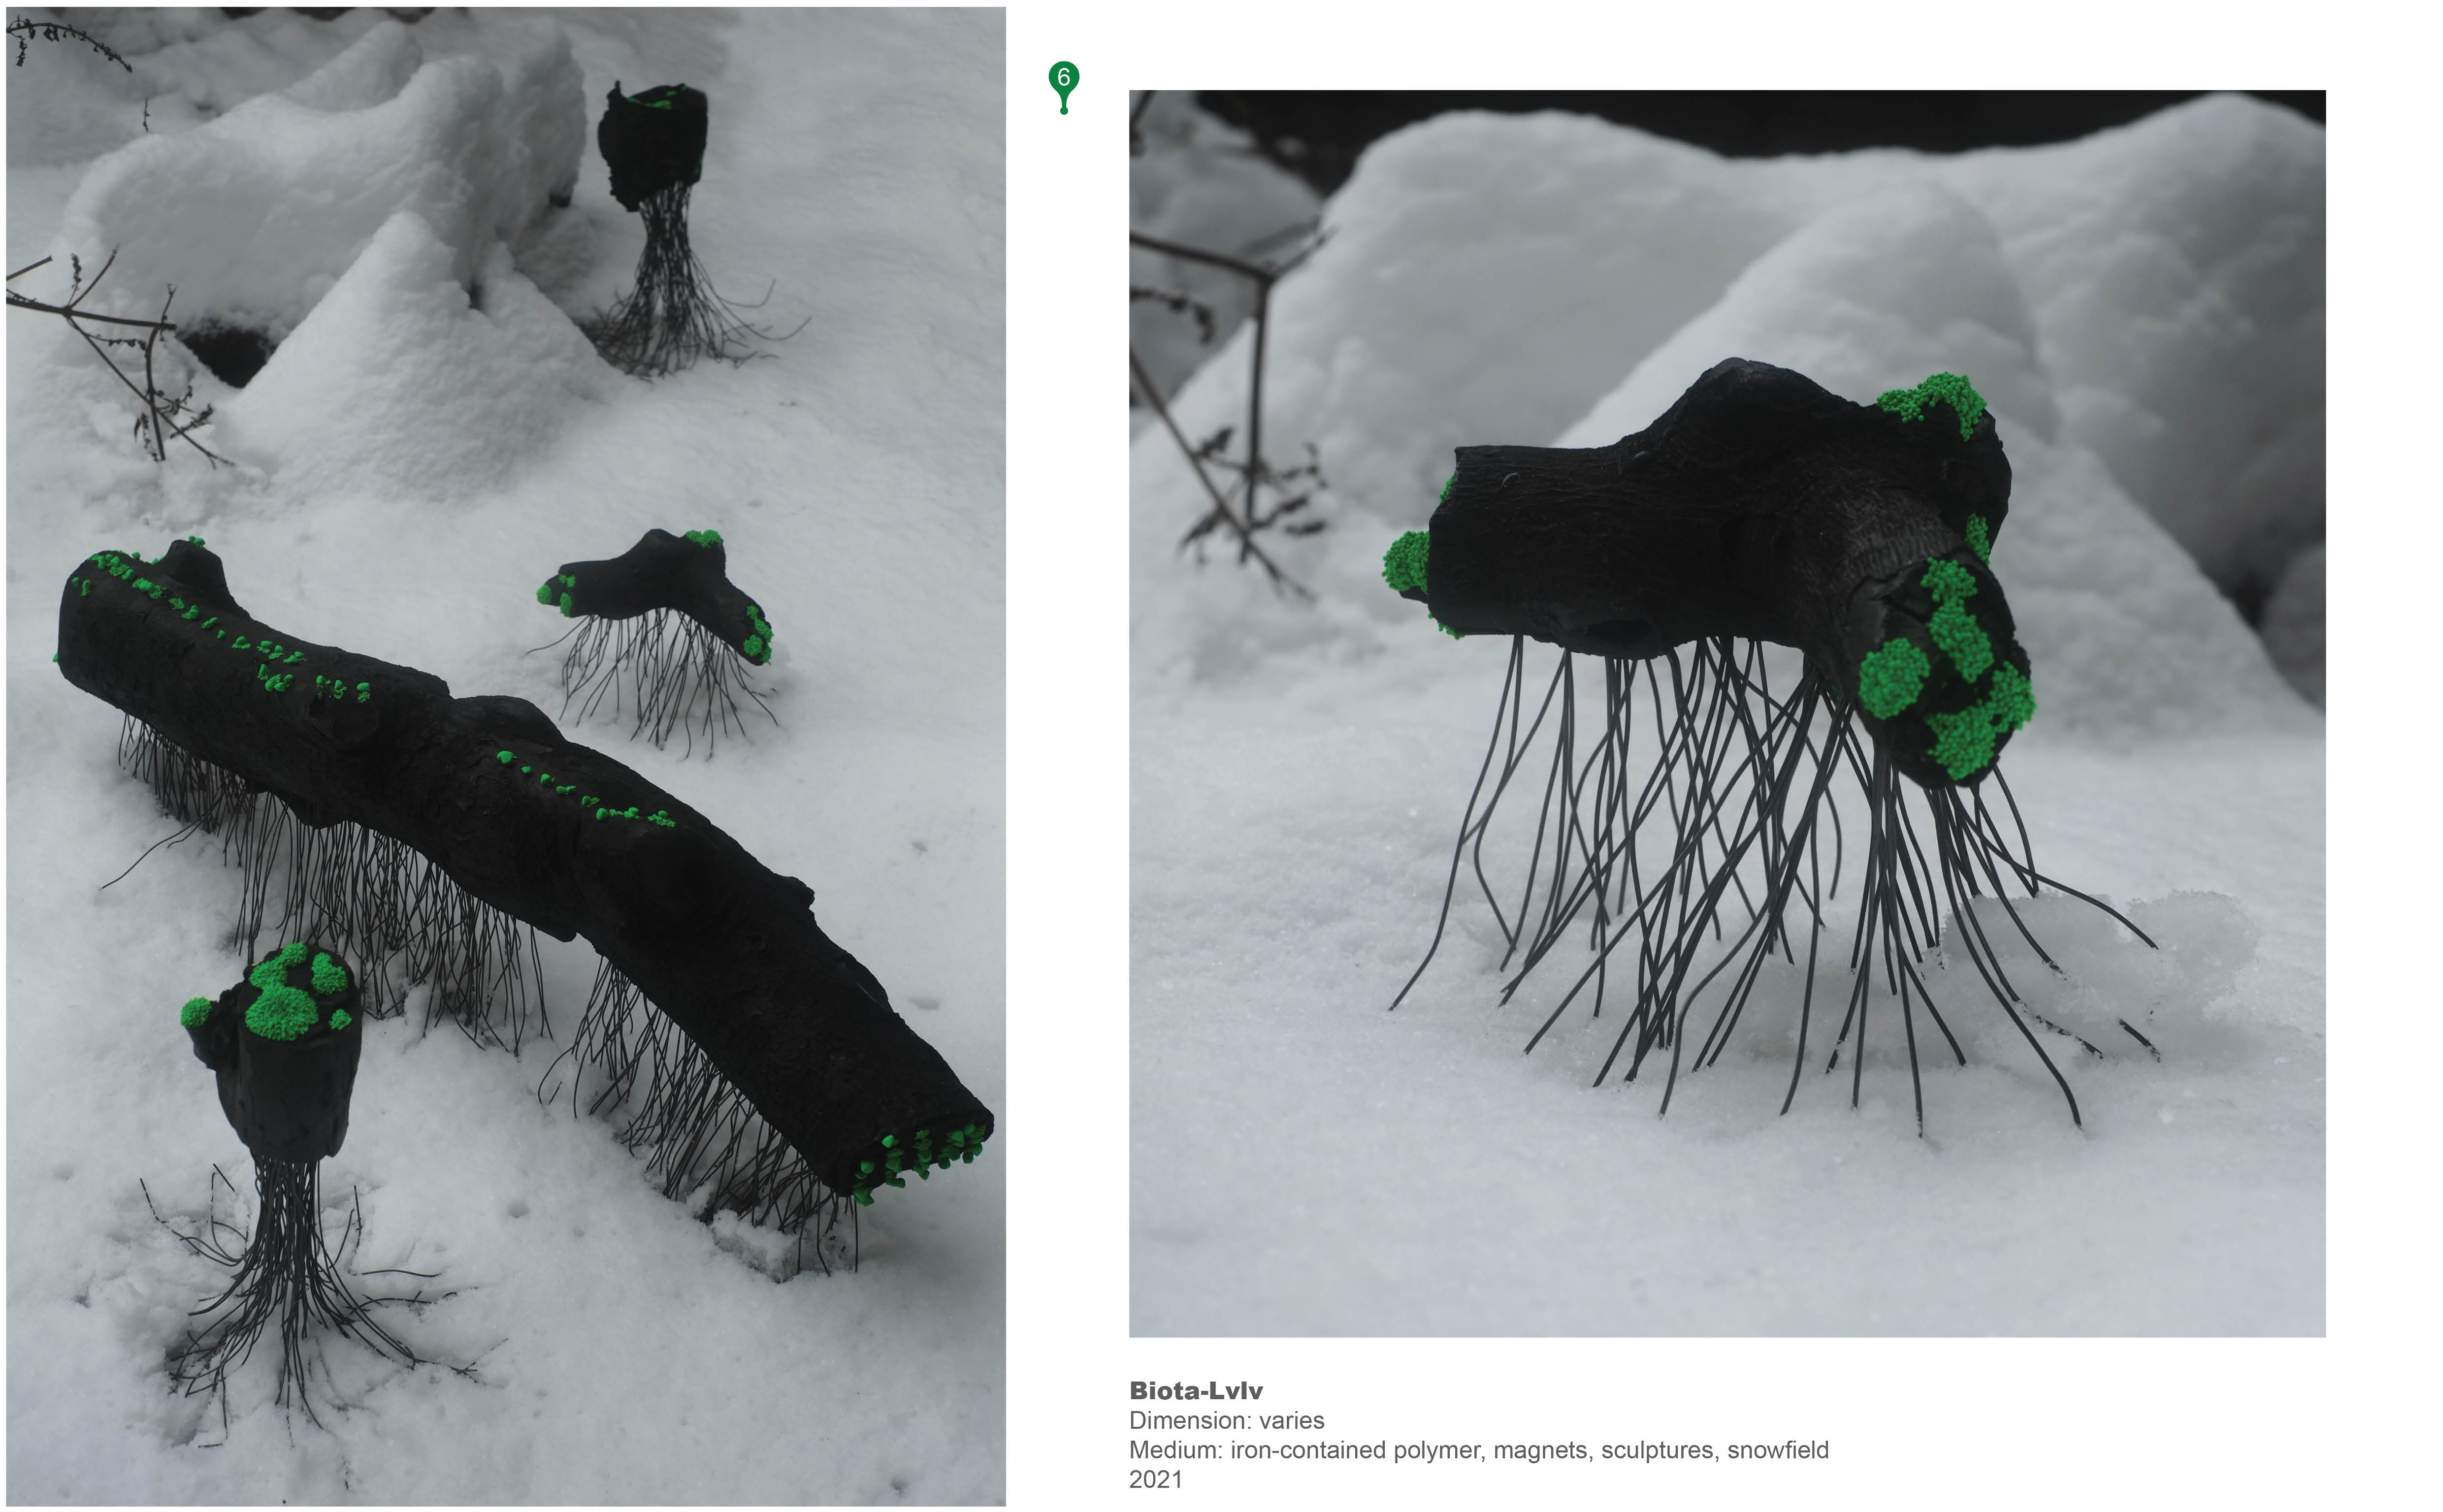 6
Biota-Lvlv
Dimension: varies
Medium: iron-contained polymer, magnets, sculptures, snowfield
2021